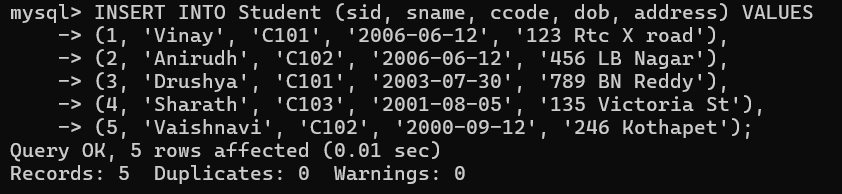 mysql> INSERT INTO Student (sid, sname, ccode, dob, address) VALUES
    -> (1, 'Vinay', 'C101', '2006-06-12', '123 Rtc X road'),
    -> (2, 'Anirudh', 'C102', '2006-06-12', '456 LB Nagar'),
    -> (3, 'Drushya', 'C101', '2003-07-30', '789 BN Reddy'),
    -> (4, 'Sharath', 'C103', '2001-08-05', '135 Victoria St'),
    -> (5, 'Vaishnavi', 'C102', '2000-09-12', '246 Kothapet');
Query OK, 5 rows affected (0.01 sec)
Records: 5  Duplicates: 0  Warnings: 0